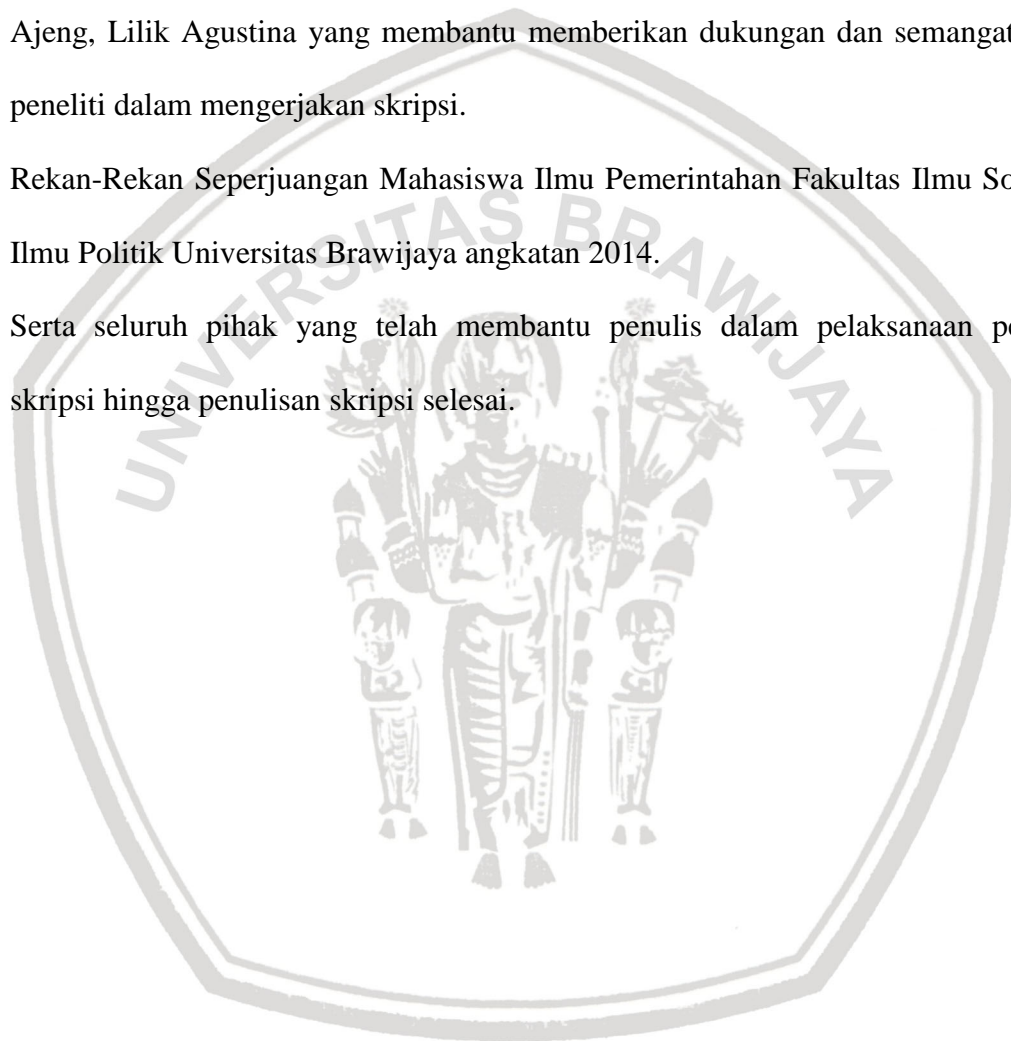 Ajeng, Lilik Agustina yang membantu memberikan dukungan dan semangat
peneliti dalam mengerjakan skripsi.
Rekan-Rekan Seperjuangan Mahasiswa Ilmu Pemerintahan Fakultas Ilmu So
Ilmu Politik Universitas Brawijaya angkatan 2014.
UNIVERSITAS BRAWIJAYA
Serta seluruh pihak yang telah membantu penulis dalam pelaksanaan pe
skripsi hingga penulisan skripsi selesai.